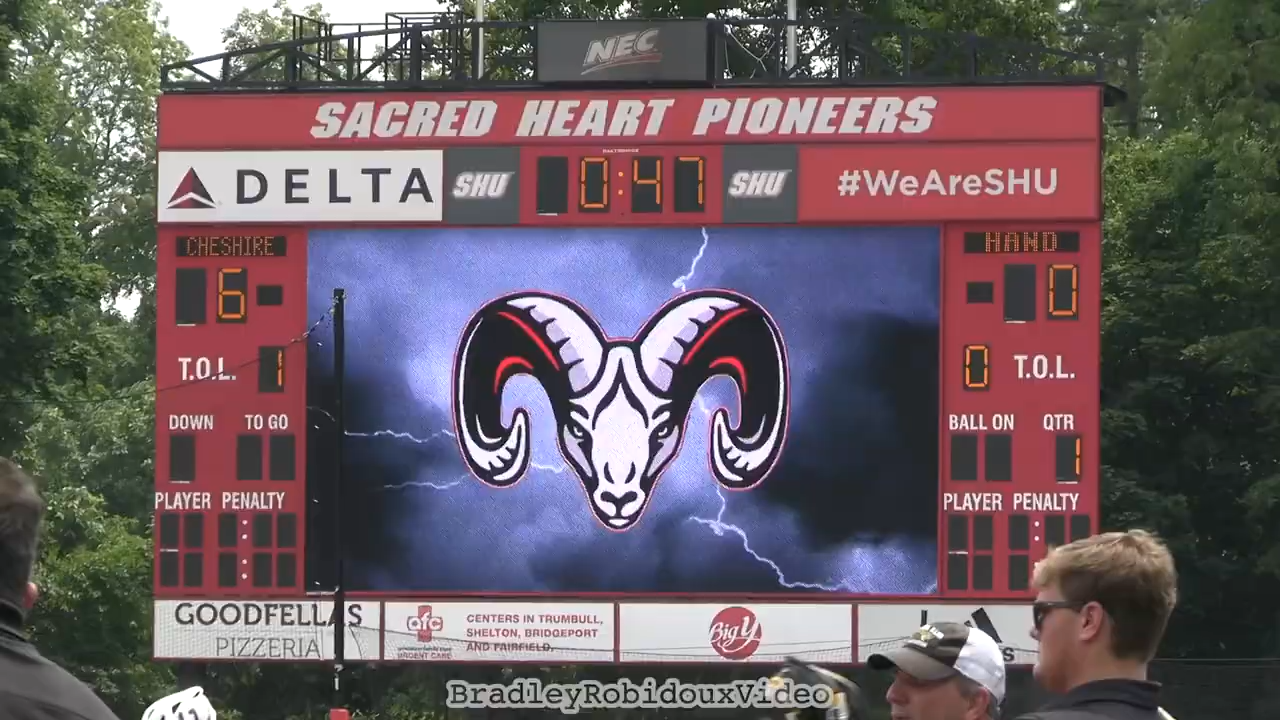 NEC
SACRED HEART PIONEERS
DELTA SHU 0:47 SHU #WeAreSHU
CHESHIRE HAND
6 0
T.O.L. 1 0 T.O.L.
DOWN TO GO BALL ON QTR
1
PLAYER PENALTY PLAYER PENALTY
GOODFELLAS
PIZZERIA
afc
URGENT CARE
CENTERS IN TRUMBULL,
SHELTON, BRIDGEPORT
AND FAIRFIELD.
Big Y
BradleyRobidouxVideo